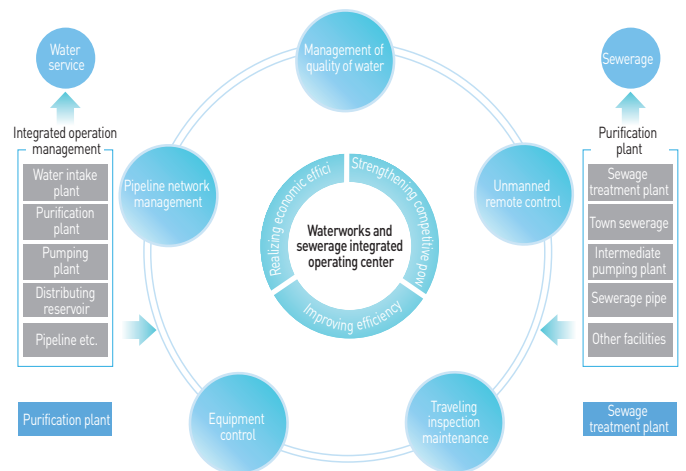 Water
service
Integrated operation
management
Water intake
plant
Purification
plant
Pumping
plant
Distributing
reservoir
Pipeline etc.
Purification plant
Management of
quality of water
Pipeline network
management
Unmanned
remote control
Equipment
control
Traveling
inspection
maintenance
Realizing economic effici
Strengthening competitive pow
Improving efficiency
Waterworks and
sewerage integrated
operating center
Sewerage
Purification
plant
Sewage
treatment plant
Town sewerage
Intermediate
pumping plant
Sewerage pipe
Other facilities
Sewage
treatment plant